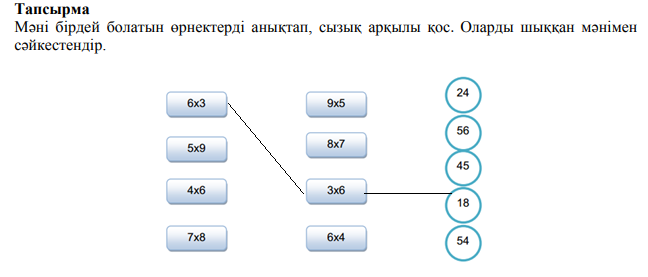 Тапсырма
Мәні бірдей болатын өрнектерді анықтап, сызық арқылы қос. Оларды шыққан мәнімен
сәйкестендір.
6x3 9x5 24
5x9 8x7 56
4x6 3x6 45
18
7x8 6x4 54